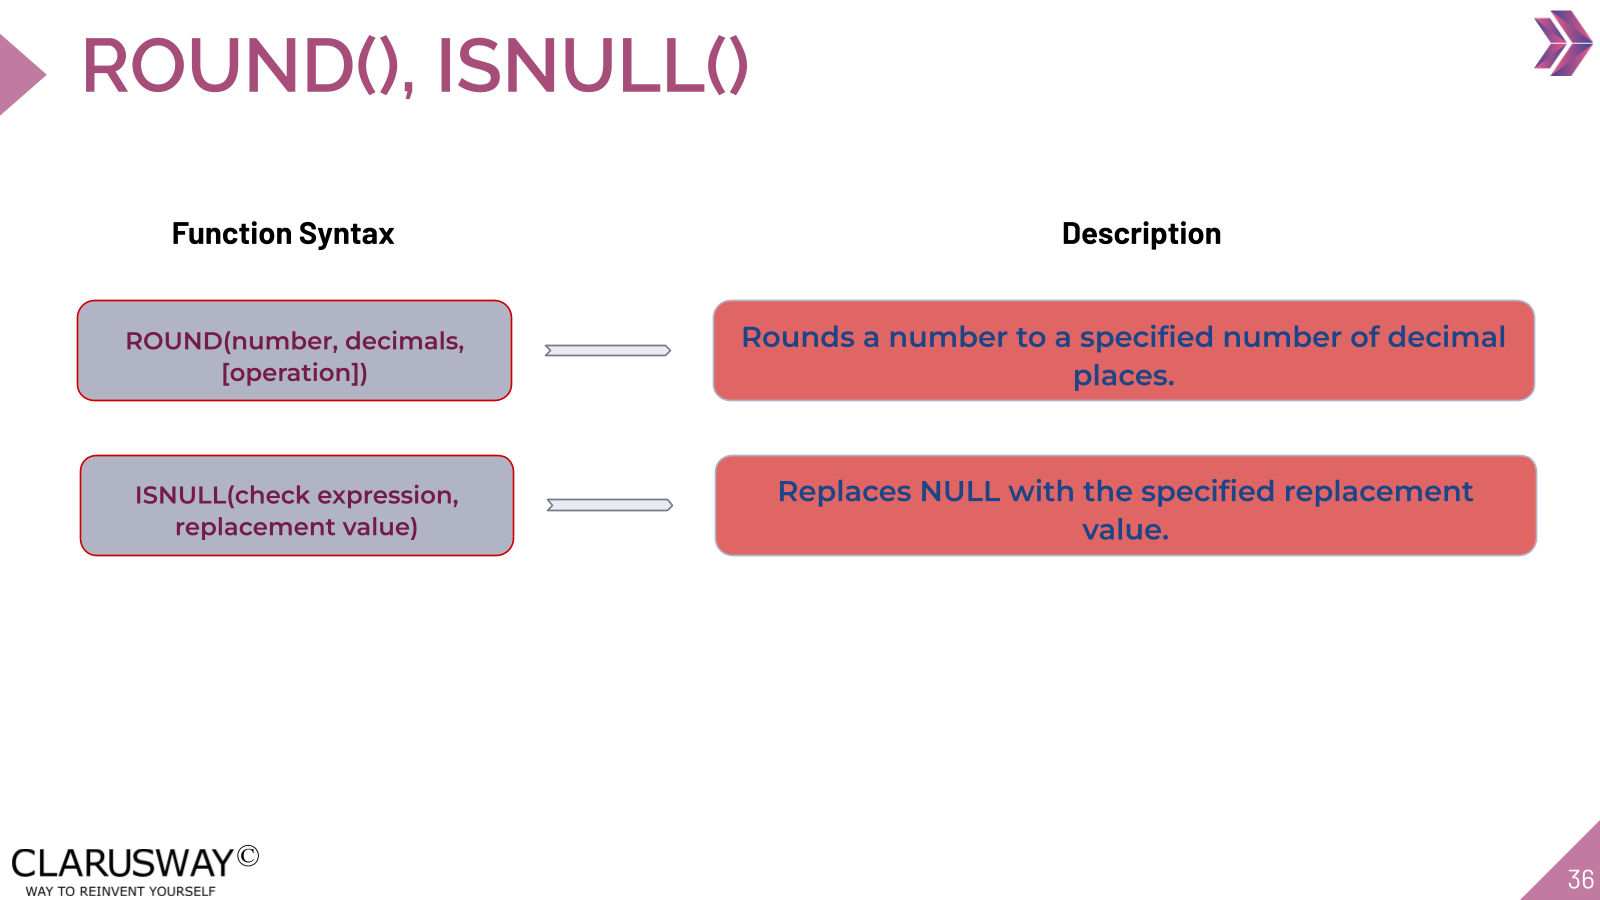 ROUND(), ISNULL()
Function Syntax
Description
ROUND(number, decimals,
[operation])
Rounds a number to a specified number of decimal
places.
ISNULL(check expression,
replacement value)
Replaces NULL with the specified replacement
value.
CLARUSWAY©
WAY TO REINVENT YOURSELF
36